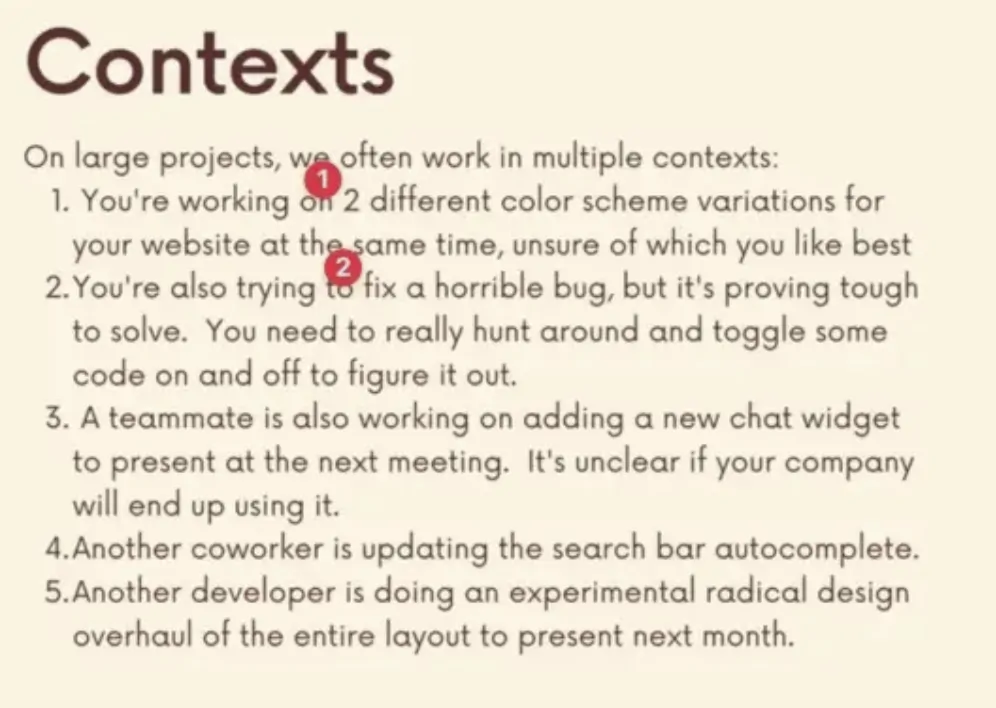 Contexts
On large projects, we often work in multiple contexts:
1
1. You're working on 2 different color scheme variations for
your website at the same time, unsure of which you like best
2
2.You're also trying to fix a horrible bug, but it's proving tough
to solve. You need to really hunt around and toggle some
code on and off to figure it out.
3. A teammate is also working on adding a new chat widget
to present at the next meeting. It's unclear if your company
will end up using it.
4.Another coworker is updating the search bar autocomplete.
5.Another developer is doing an experimental radical design
overhaul of the entire layout to present next month.